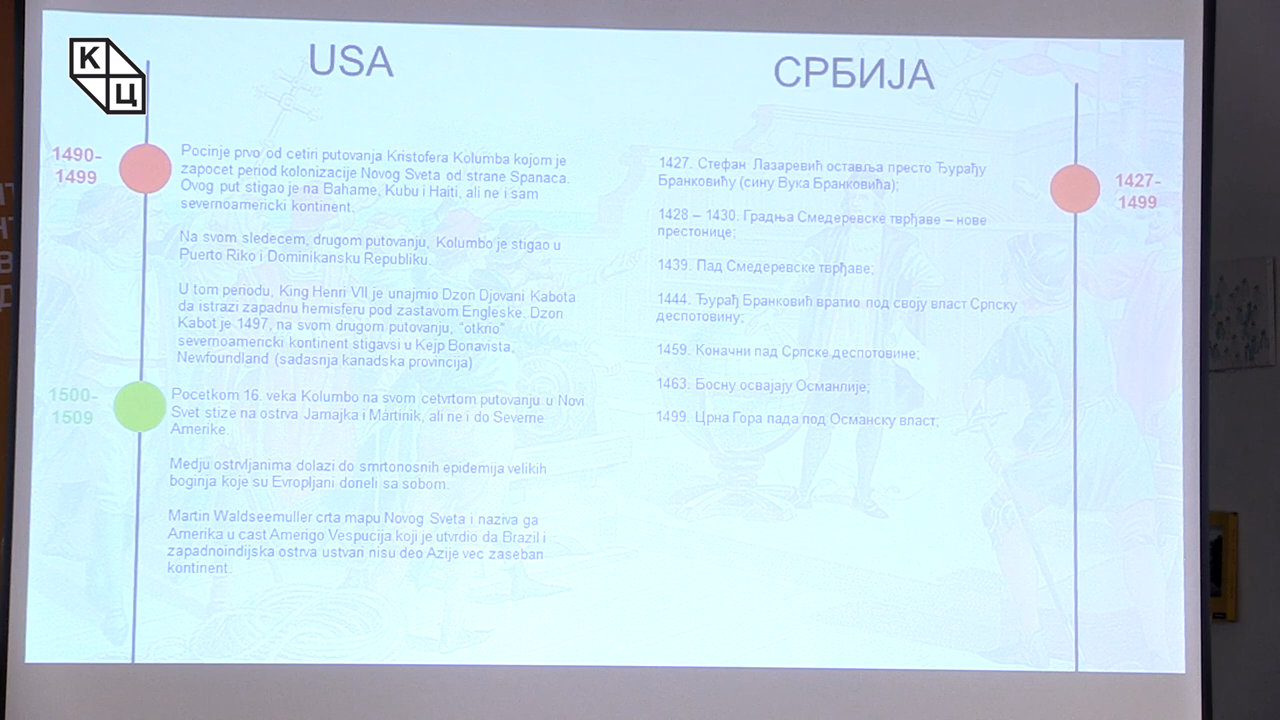 К
Ц
USA
1490-
1499
Pocinje prvo od cetiri putovanja Kristofera Kolumba kojom je
zapocet period kolonizacije Novog Sveta od strane Spanaca.
Ovog put stigao je na Bahame, Kubu i Haiti, ali ne i sam
severnoamericki kontinent.
Na svom sledecem, drugom putovanju, Kolumbo je stigao u
Puerto Riko i Dominikansku Republiku.
U tom periodu, King Henri VII je unajmio Dzon Djovani Kabota
da istrazi zapadnu hemisferu pod zastavom Engleske. Dzon
Kabot je 1497, na svom drugom putovanju, "otkrio"
severnoamericki kontinent stigavsi u Kejp Bonavista,
Newfoundland (sadasnja kanadska provincija)
1500-
1509
Pocetkom 16. veka Kolumbo na svom cetvrtom putovanju u Novi
Svet stize na ostrva Jamajka i Martinik, ali ne i do Severne
Amerike.
Medju ostrvljanima dolazi do smrtonosnih epidemija velikih
boginja koje su Evropljani doneli sa sobom.
Martin Waldseemuller crta mapu Novog Sveta i naziva ga
Amerika u cast Amerigo Vespucija koji je utvrdio da Brazil i
zapadnoindijska ostrva ustvari nisu deo Azije vec zaseban
kontinent.
СРБИЈА
1427-
1499
1427. Стефан Лазаревић оставља престо Ђурађу
Бранковићу (сину Вука Бранковића);
1428 – 1430. Градња Смедеревске тврђаве – нове
престонице;
1439. Пад Смедеревске тврђаве;
1444. Ђурађ Бранковић вратио под своју власт Српску
деспотовину;
1459. Коначни пад Српске деспотовине;
1463. Босну освајају Османлије;
1499. Црна Гора пада под Османску власт;